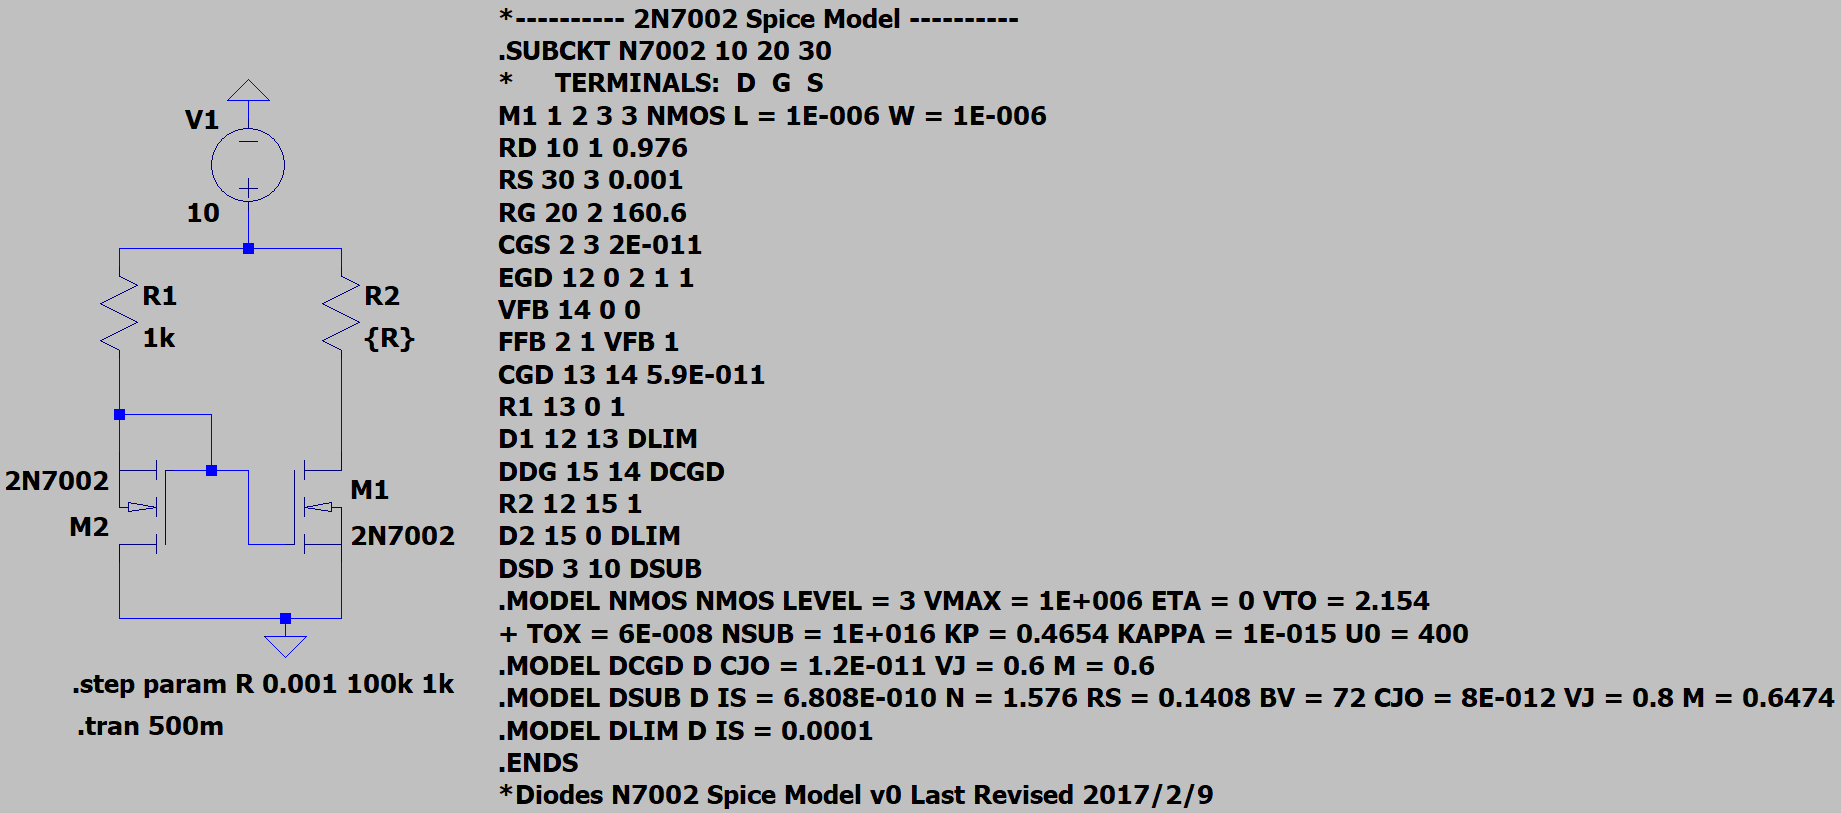 *---------- 2N7002 Spice Model ----------
.SUBCKT N7002 10 20 30
*     TERMINALS:  D  G  S
M1 1 2 3 3 NMOS L = 1E-006 W = 1E-006
RD 10 1 0.976
RS 30 3 0.001
RG 20 2 160.6
CGS 2 3 2E-011
EGD 12 0 2 1 1
VFB 14 0 0
FFB 2 1 VFB 1
CGD 13 14 5.9E-011
R1 13 0 1
D1 12 13 DLIM
DDG 15 14 DCGD
R2 12 15 1
D2 15 0 DLIM
DSD 3 10 DSUB
.MODEL NMOS NMOS LEVEL = 3 VMAX = 1E+006 ETA = 0 VTO = 2.154
+ TOX = 6E-008 NSUB = 1E+016 KP = 0.4654 KAPPA = 1E-015 U0 = 400
.MODEL DCGD D CJO = 1.2E-011 VJ = 0.6 M = 0.6
.MODEL DSUB D IS = 6.808E-010 N = 1.576 RS = 0.1408 BV = 72 CJO = 8E-012 VJ = 0.8 M = 0.6474
.MODEL DLIM D IS = 0.0001
.ENDS
*Diodes N7002 Spice Model v0 Last Revised 2017/2/9
V1
10
R1
1k
R2
{R}
2N7002
M2
M1
2N7002
.step param R 0.001 100k 1k
.tran 500m